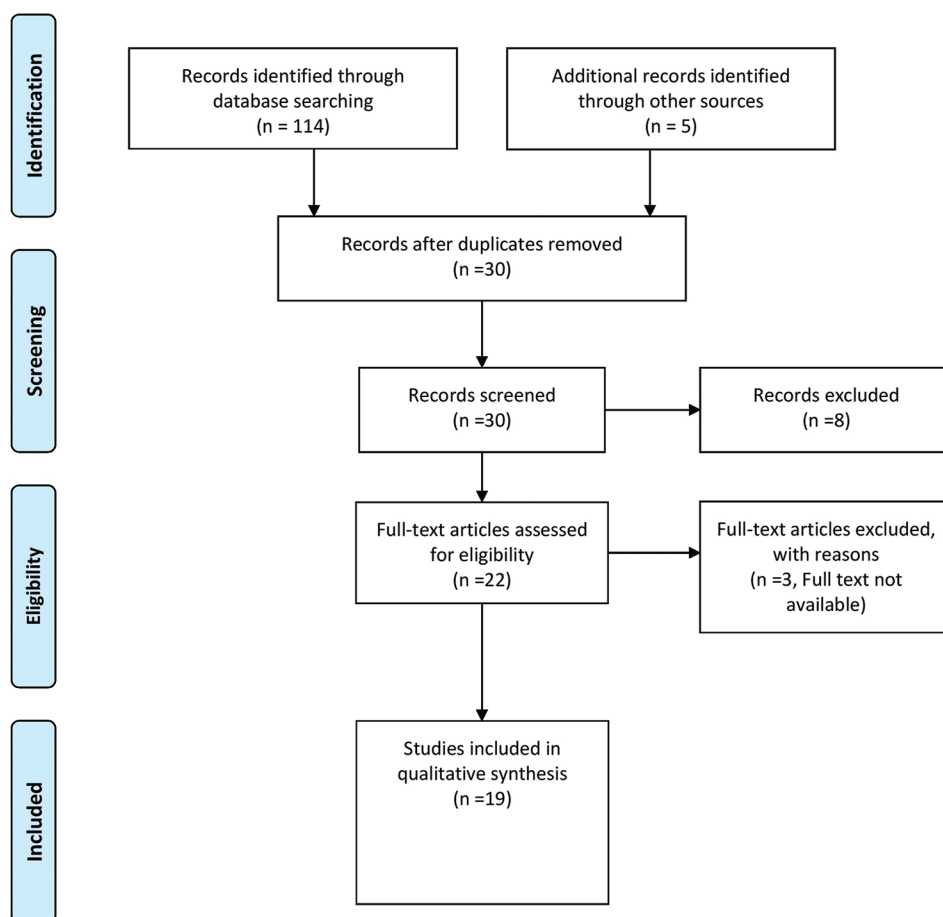 Identification
Records identified through
database searching
(n = 114)
Additional records identified
through other sources
(n = 5)
Records after duplicates removed
(n =30)
Screening
Records screened
(n =30)
Records excluded
(n =8)
Eligibility
Full-text articles assessed
for eligibility
(n =22)
Full-text articles excluded,
with reasons
(n =3, Full text not
available)
Included
Studies included in
qualitative synthesis
(n =19)